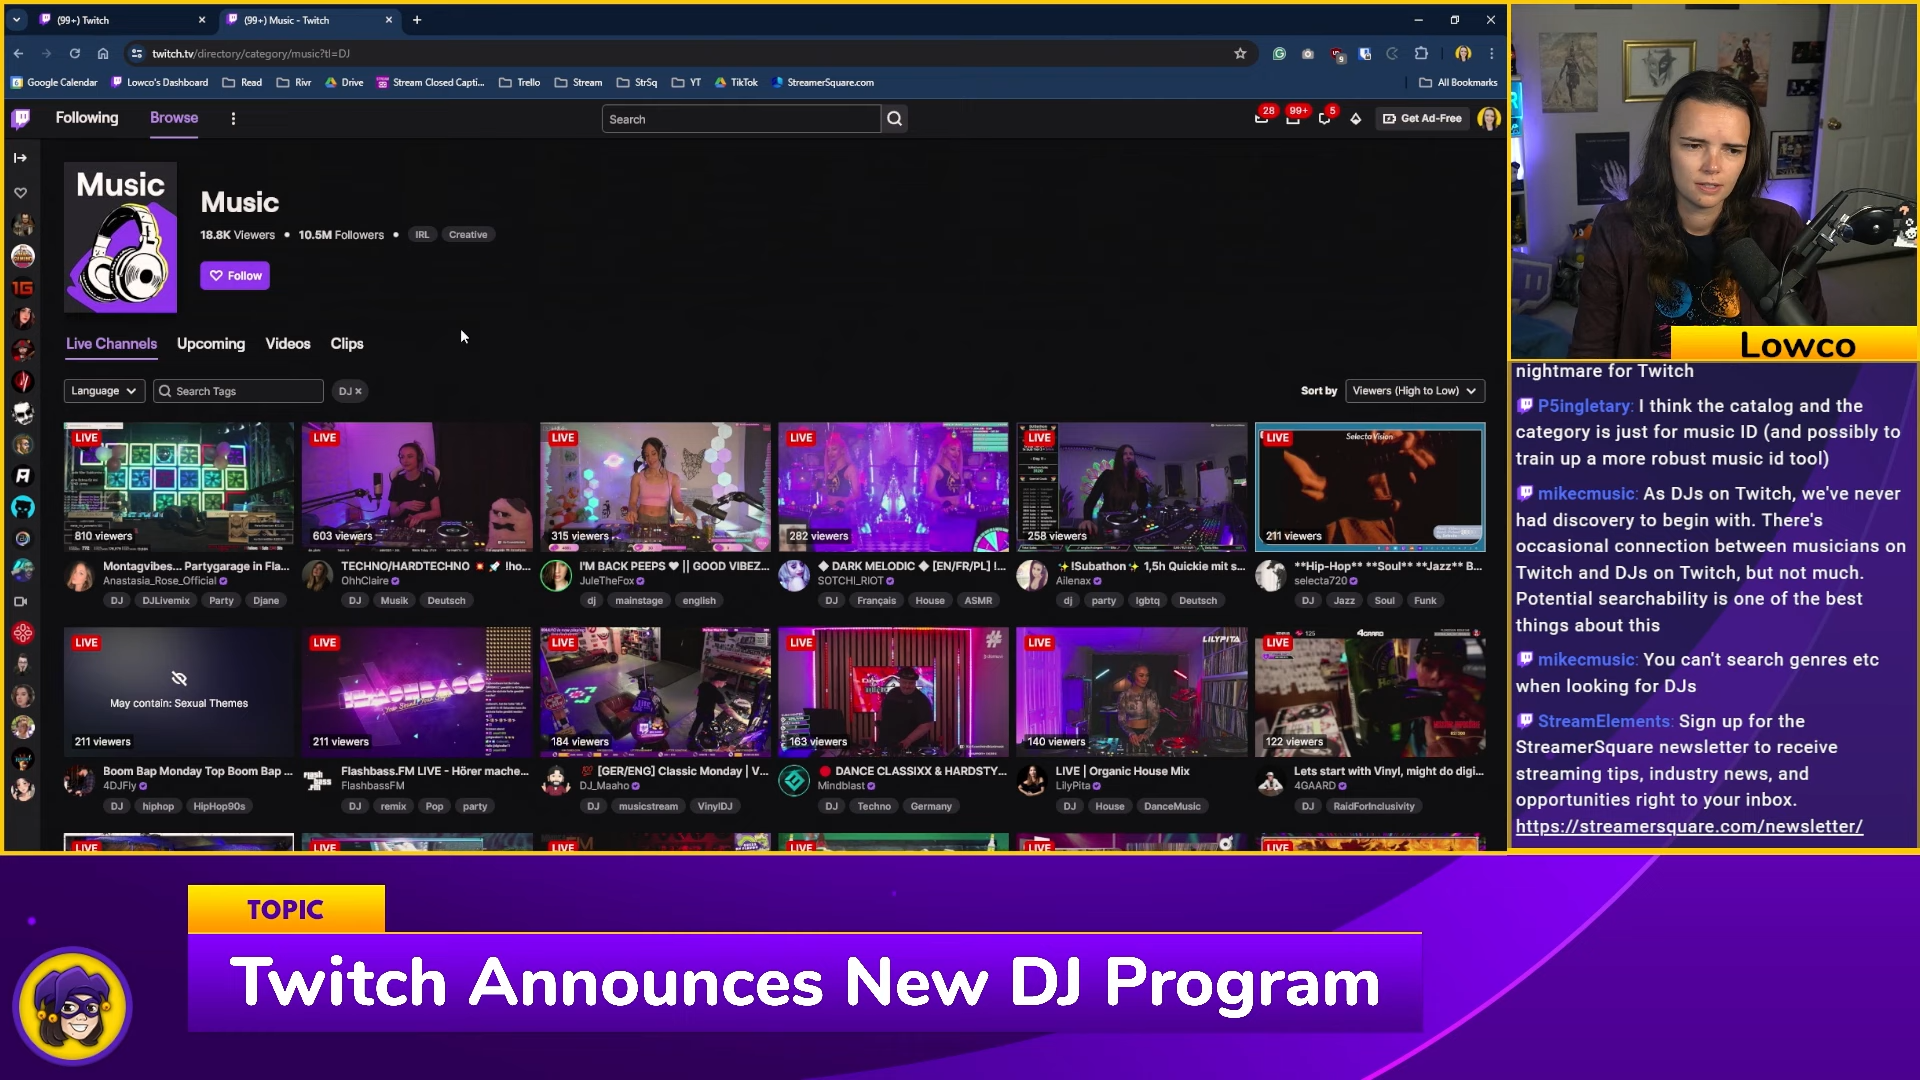 (99+) Twitch
(99+) Music - Twitch
twitch.tv/directory/category/music?tl=DJ
9
Google Calendar
Lowco's Dashboard
Read
Rivr
Drive
Stream Closed Capti...
Trello
Stream
StrSq
YT
TikTok
StreamerSquare.com
All Bookmarks
Following
Browse
Search
28
99+
5
Get Ad-Free
Music
Music
18.8K Viewers • 10.5M Followers •
IRL
Creative
Follow
Live Channels
Upcoming
Videos
Clips
Language
Search Tags
DJ ×
Sort by
Viewers (High to Low)
LIVE
810 viewers
Montagvibes... Partygarage in Fla...
Anastasia_Rose_Official
DJ
DJLivemix
Party
Djane
LIVE
603 viewers
TECHNO/HARDTECHNO !ho...
OhhClaire
DJ
Musik
Deutsch
LIVE
315 viewers
I'M BACK PEEPS ♥ || GOOD VIBEZ...
JuleTheFox
dj
mainstage
english
LIVE
282 viewers
◆ DARK MELODIC ◆ [EN/FR/PL] !...
SOTCHI_RIOT
DJ
Français
House
ASMR
LIVE
258 viewers
✨!Subathon✨ 1,5h Quickie mit s...
Ailenax
dj
party
lgbtq
Deutsch
LIVE
Selecta Vision
211 viewers
**Hip-Hop** **Soul** **Jazz** B...
selecta720
DJ
Jazz
Soul
Funk
LIVE
May contain: Sexual Themes
211 viewers
Boom Bap Monday Top Boom Bap ...
4DJFly
DJ
hiphop
HipHop90s
LIVE
211 viewers
Flashbass.FM LIVE - Hörer mache...
FlashbassFM
DJ
remix
Pop
party
LIVE
184 viewers
💯 [GER/ENG] Classic Monday | V...
DJ_Maaho
DJ
musicstream
VinylDJ
LIVE
#
163 viewers
🔴 DANCE CLASSIXX & HARDSTY...
Mindblast
DJ
Techno
Germany
LIVE
LILYPITA
140 viewers
LIVE | Organic House Mix
LilyPita
DJ
House
DanceMusic
LIVE
125
4GAARD
122 viewers
Lets start with Vinyl, might do digi...
4GAARD
DJ
RaidForInclusivity
LIVE
LIVE
LIVE
LIVE
LIVE
LIVE
Lowco
nightmare for Twitch
P5ingletary: I think the catalog and the
category is just for music ID (and possibly to
train up a more robust music id tool)
mikecmusic: As DJs on Twitch, we've never
had discovery to begin with. There's
occasional connection between musicians on
Twitch and DJs on Twitch, but not much.
Potential searchability is one of the best
things about this
mikecmusic: You can't search genres etc
when looking for DJs
StreamElements: Sign up for the
StreamerSquare newsletter to receive
streaming tips, industry news, and
opportunities right to your inbox.
https://streamersquare.com/newsletter/
TOPIC
Twitch Announces New DJ Program